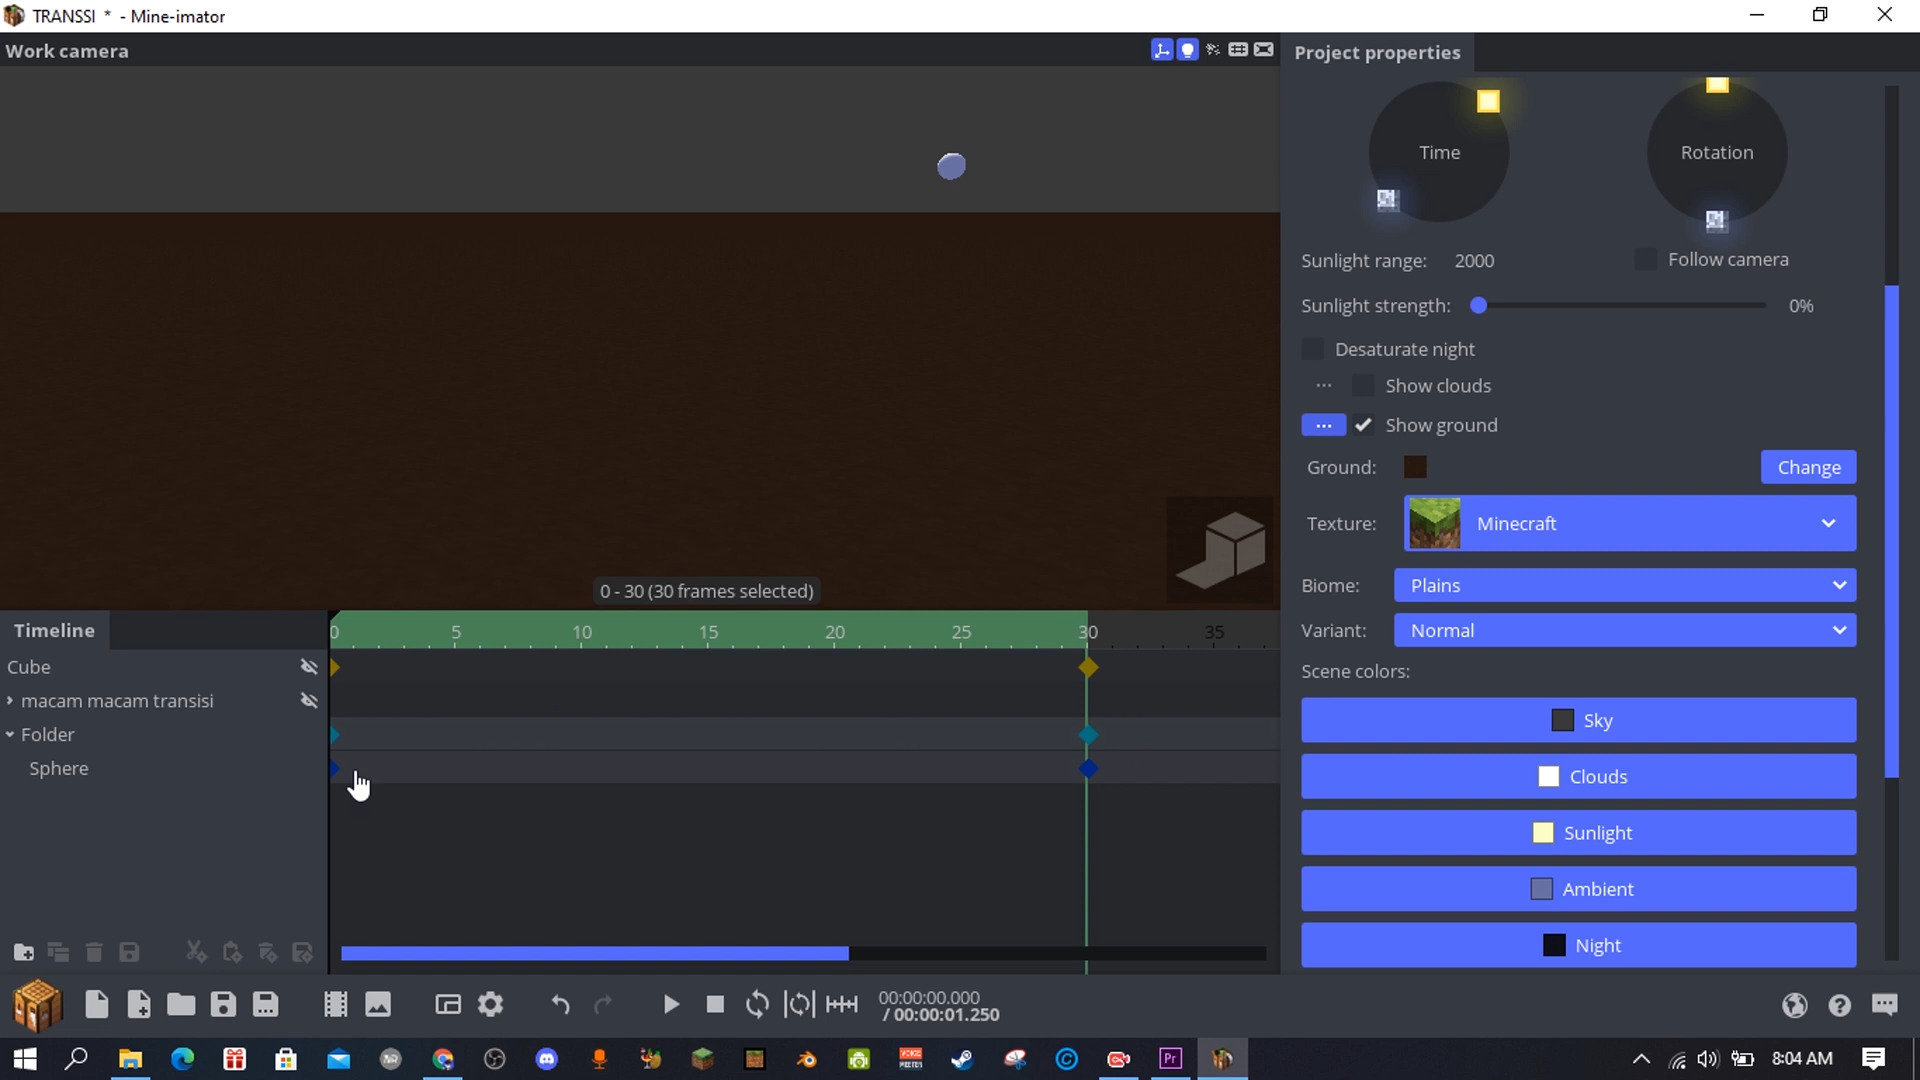 TRANSSI * - Mine-imator
Work camera
Project properties
Time
Rotation
Sunlight range: 2000
Follow camera
Sunlight strength:
0%
Desaturate night
... Show clouds
... Show ground
Ground:
Change
Texture:
Minecraft
Biome:
Plains
Variant:
Normal
Scene colors:
Sky
Clouds
Sunlight
Ambient
Night
0 - 30 (30 frames selected)
Timeline
0 5 10 15 20 25 30 35
Cube
macam macam transisi
Folder
Sphere
00:00:00.000
/ 00:00:01.250
Pr
8:04 AM